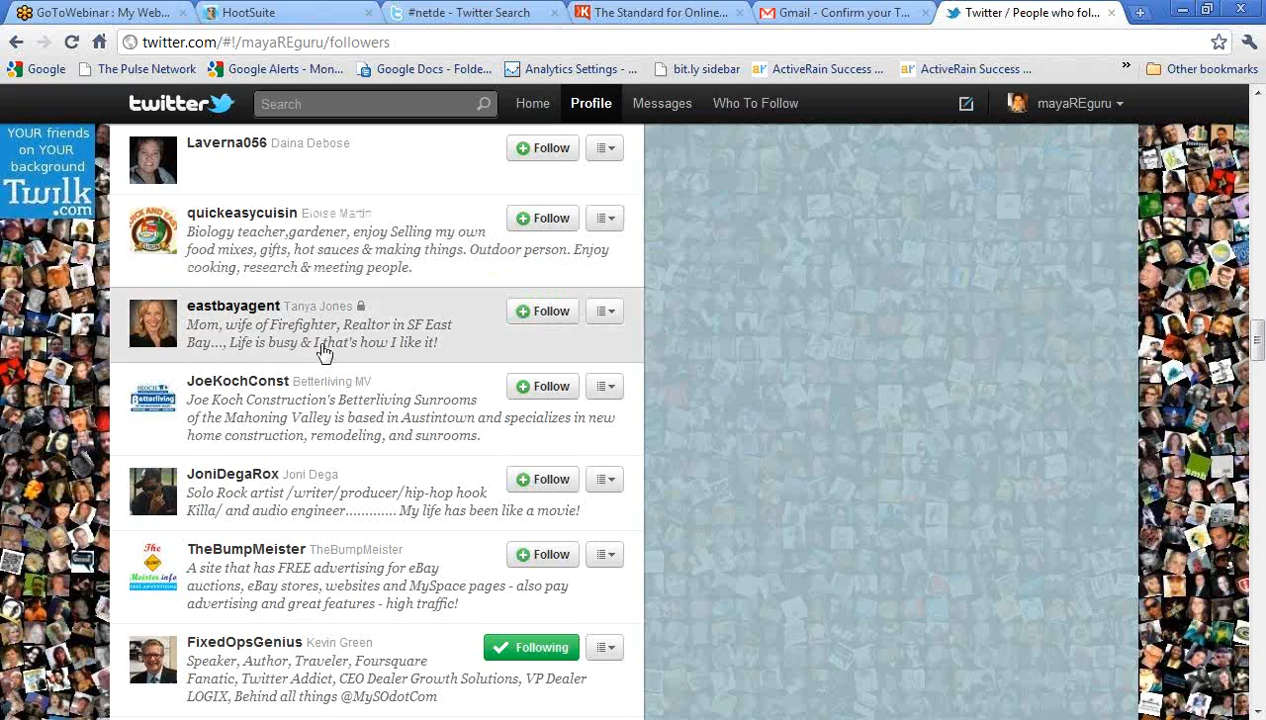 GoToWebinar : My Web...
HootSuite
#netde - Twitter Search
The Standard for Online...
Gmail - Confirm your T...
Twitter / People who fol...
twitter.com/#!/mayaREguru/followers
Google
The Pulse Network
Google Alerts - Mon...
Google Docs - Folde...
Analytics Settings - ...
bit.ly sidebar
ActiveRain Success ...
ActiveRain Success ...
Other bookmarks
twitter
Search
Home
Profile
Messages
Who To Follow
mayaREguru
YOUR friends
on YOUR
background
Twilk
.com
Laverna056 Daina Debose
Follow
quickeasycuisin Eloise Martin
Follow
Biology teacher,gardener, enjoy Selling my own
food mixes, gifts, hot sauces & making things. Outdoor person. Enjoy
cooking, research & meeting people.
eastbayagent Tanya Jones
Follow
Mom, wife of Firefighter, Realtor in SF East
Bay..., Life is busy & I that's how I like it!
JoeKochConst Betterliving MV
Follow
Betterliving
Joe Koch Construction's Betterliving Sunrooms
of the Mahoning Valley is based in Austintown and specializes in new
home construction, remodeling, and sunrooms.
JoniDegaRox Joni Dega
Follow
Solo Rock artist /writer/producer/hip-hop hook
Killa/ and audio engineer............. My life has been like a movie!
TheBumpMeister TheBumpMeister
Follow
The
Meister info
A site that has FREE advertising for eBay
auctions, eBay stores, websites and MySpace pages - also pay
advertising and great features - high traffic!
FixedOpsGenius Kevin Green
Following
Speaker, Author, Traveler, Foursquare
Fanatic, Twitter Addict, CEO Dealer Growth Solutions, VP Dealer
LOGIX, Behind all things @MySOdotCom